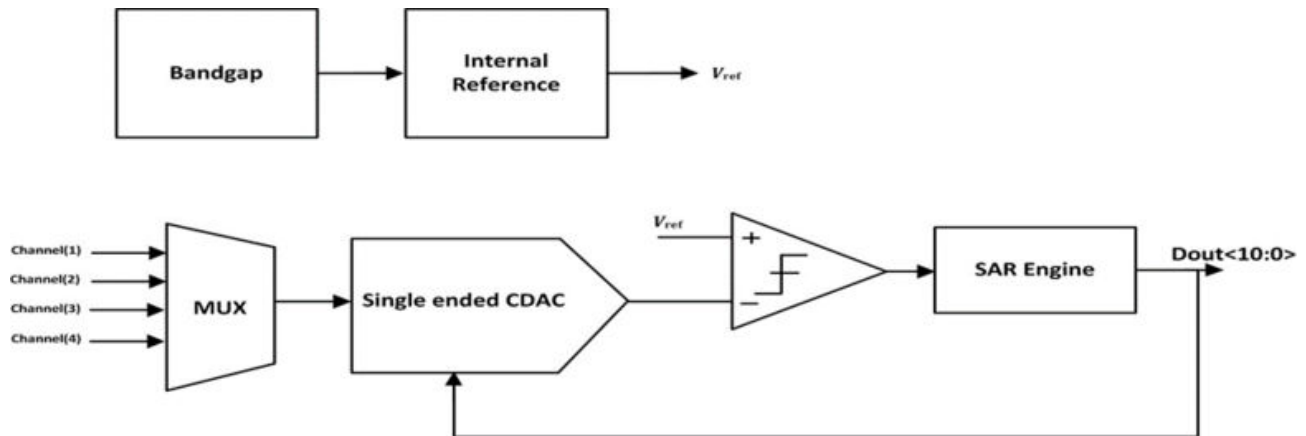 Bandgap
Internal
Reference
Vref
Channel(1)
Channel(2)
Channel(3)
Channel(4)
MUX
Single ended CDAC
Vref
+
−
SAR Engine
Dout<10:0>